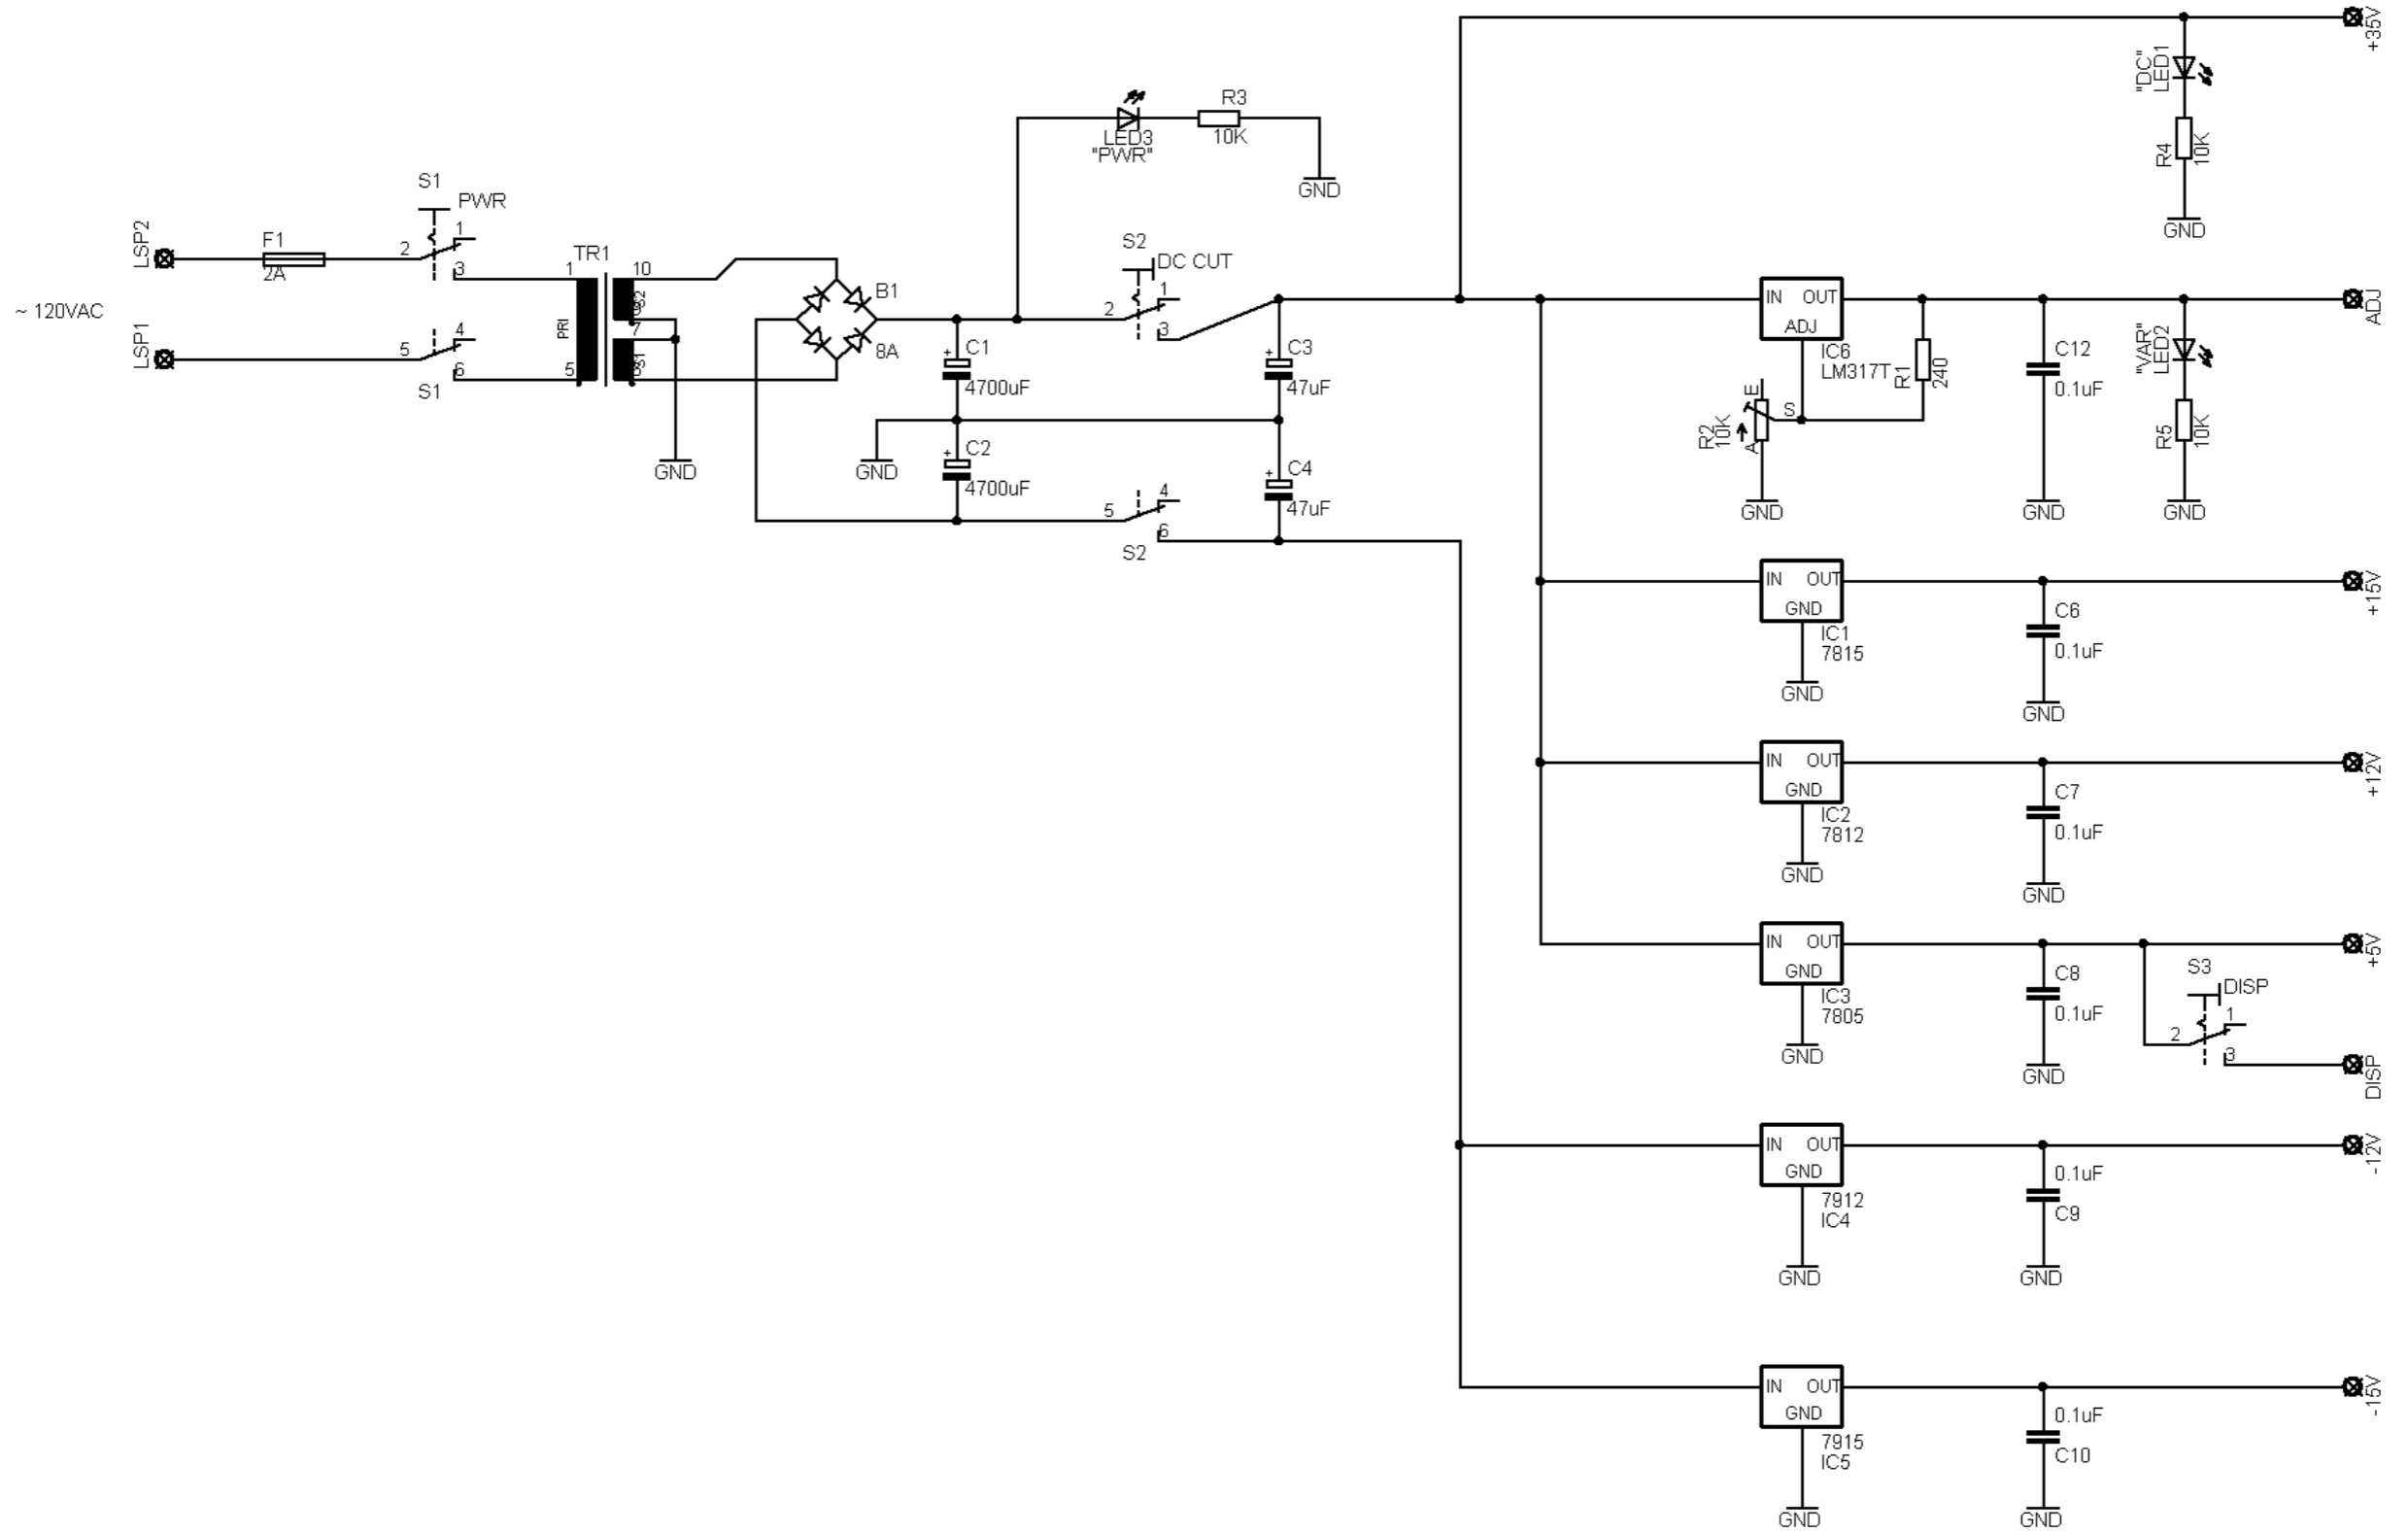 +35V
"DC"
LED1
R4
10K
GND
R3
10K
LED3
"PWR"
GND
S1
PWR
LSP2
F1
2A
2
1
3
~ 120VAC
LSP1
5
4
6
S1
TR1
1
5
PRI
10
S2
9
7
S1
6
GND
B1
8A
C1
4700uF
GND
C2
4700uF
S2
DC CUT
2
1
3
C3
47uF
C4
47uF
5
4
6
S2
IN OUT
ADJ
IC6
LM317T
R1
240
R2
10K
E
S
A
GND
C12
0.1uF
GND
"VAR"
LED2
R5
10K
GND
ADJ
IN OUT
GND
IC1
7815
GND
C6
0.1uF
GND
+15V
IN OUT
GND
IC2
7812
GND
C7
0.1uF
GND
+12V
IN OUT
GND
IC3
7805
GND
C8
0.1uF
GND
+5V
S3
DISP
2
1
3
DISP
IN OUT
GND
7912
IC4
GND
0.1uF
C9
GND
-12V
IN OUT
GND
7915
IC5
GND
0.1uF
C10
GND
-15V